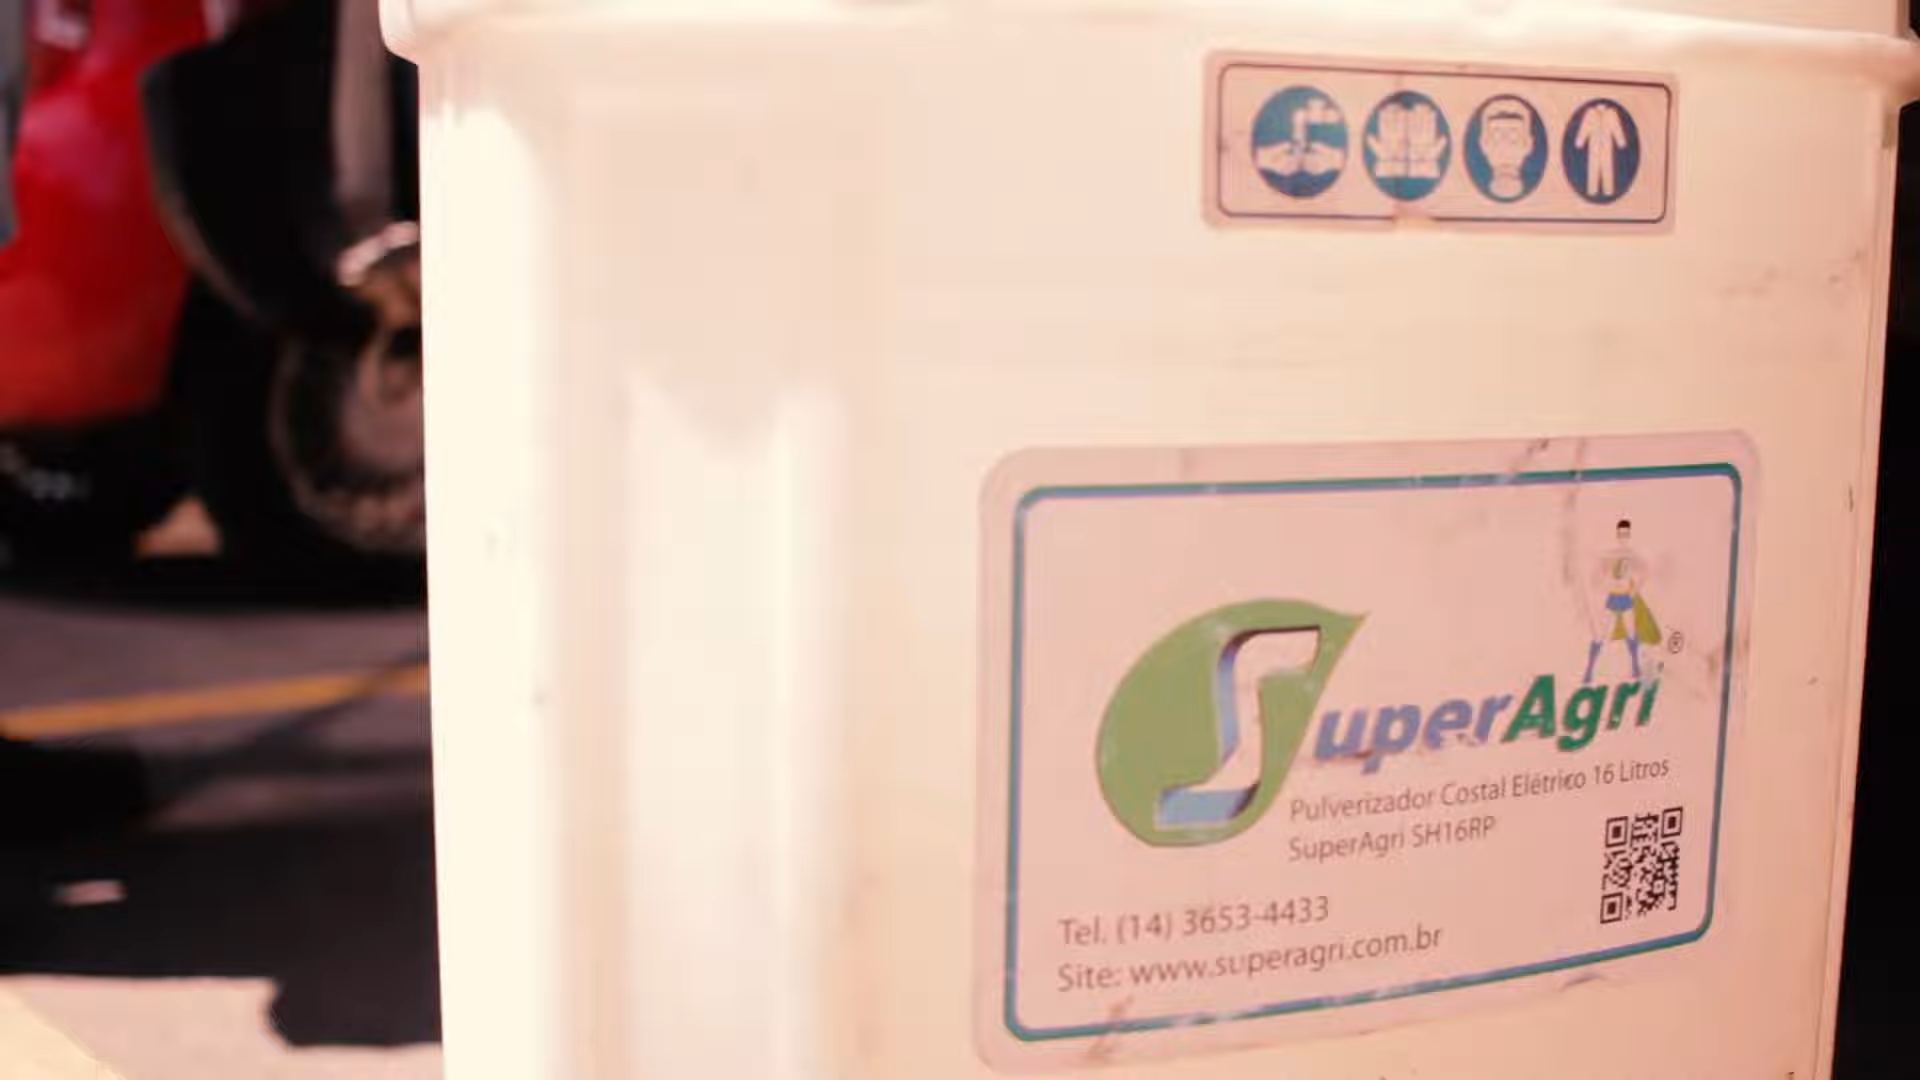 SuperAgri®
Pulverizador Costal Elétrico 16 Litros
SuperAgri SH16RP
Tel. (14) 3653-4433
Site: www.superagri.com.br